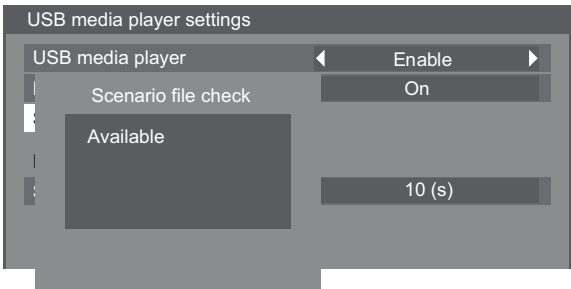 USB media player settings
USB media player Enable
Scenario file check On
Available
10 (s)